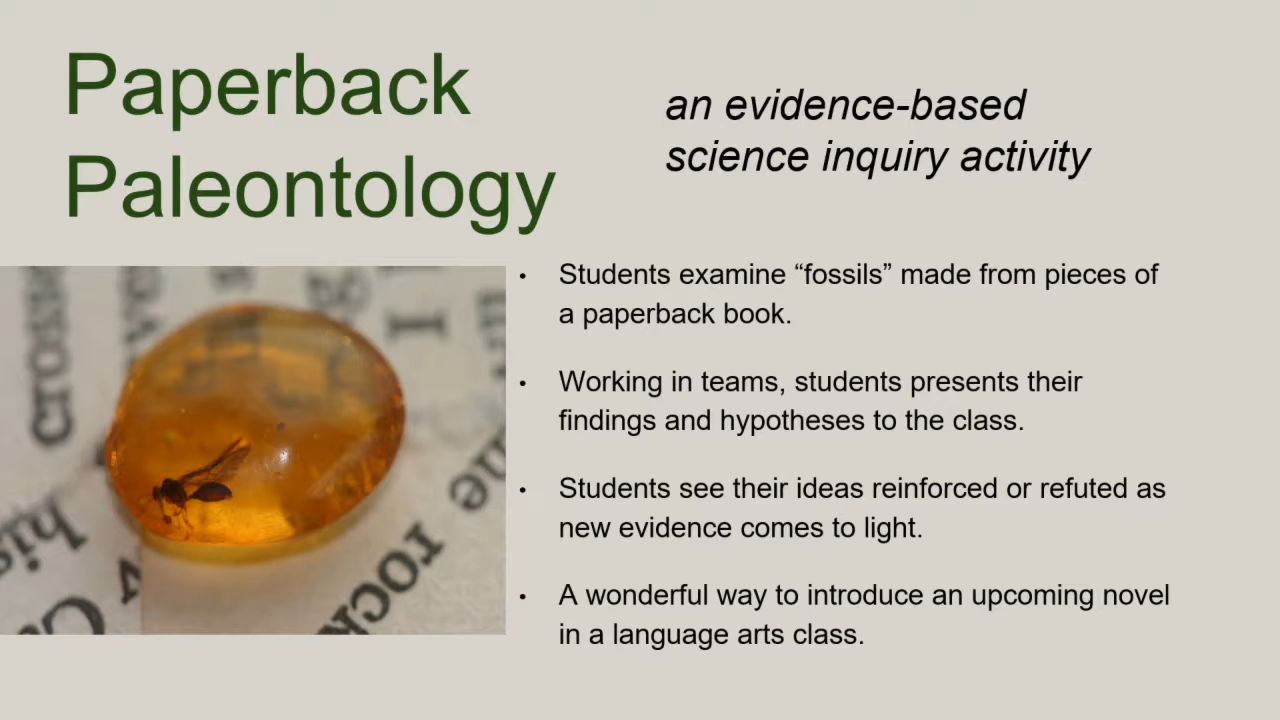 Paperback
Paleontology
an evidence-based
science inquiry activity
• Students examine “fossils” made from pieces of
a paperback book.
• Working in teams, students presents their
findings and hypotheses to the class.
• Students see their ideas reinforced or refuted as
new evidence comes to light.
• A wonderful way to introduce an upcoming novel
in a language arts class.
I
his
rock